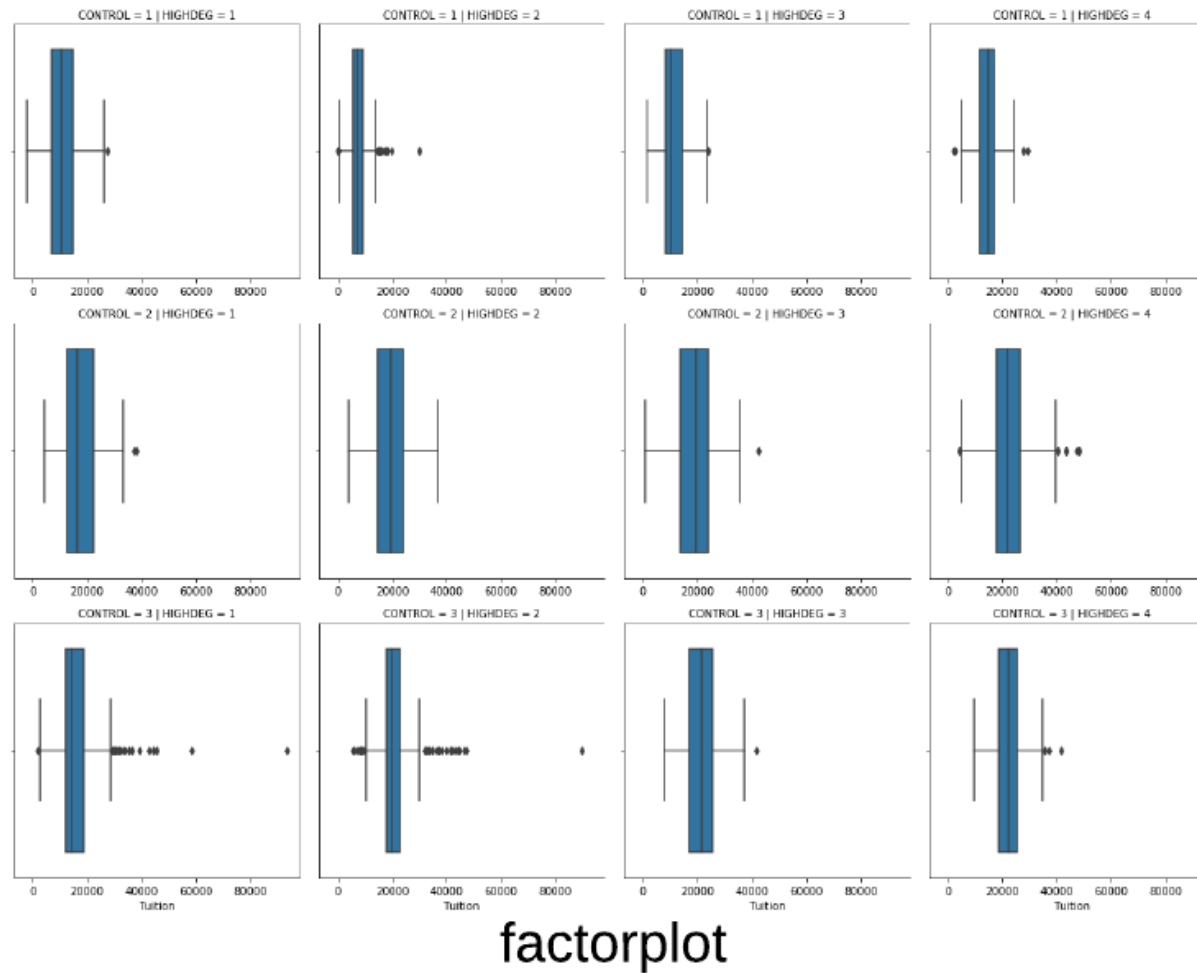 CONTROL = 1 | HIGHDEG = 1
CONTROL = 1 | HIGHDEG = 2
CONTROL = 1 | HIGHDEG = 3
CONTROL = 1 | HIGHDEG = 4
0 20000 40000 60000 80000
0 20000 40000 60000 80000
0 20000 40000 60000 80000
0 20000 40000 60000 80000
CONTROL = 2 | HIGHDEG = 1
CONTROL = 2 | HIGHDEG = 2
CONTROL = 2 | HIGHDEG = 3
CONTROL = 2 | HIGHDEG = 4
0 20000 40000 60000 80000
0 20000 40000 60000 80000
0 20000 40000 60000 80000
0 20000 40000 60000 80000
CONTROL = 3 | HIGHDEG = 1
CONTROL = 3 | HIGHDEG = 2
CONTROL = 3 | HIGHDEG = 3
CONTROL = 3 | HIGHDEG = 4
0 20000 40000 60000 80000
0 20000 40000 60000 80000
0 20000 40000 60000 80000
0 20000 40000 60000 80000
Tuition
Tuition
Tuition
Tuition
factorplot